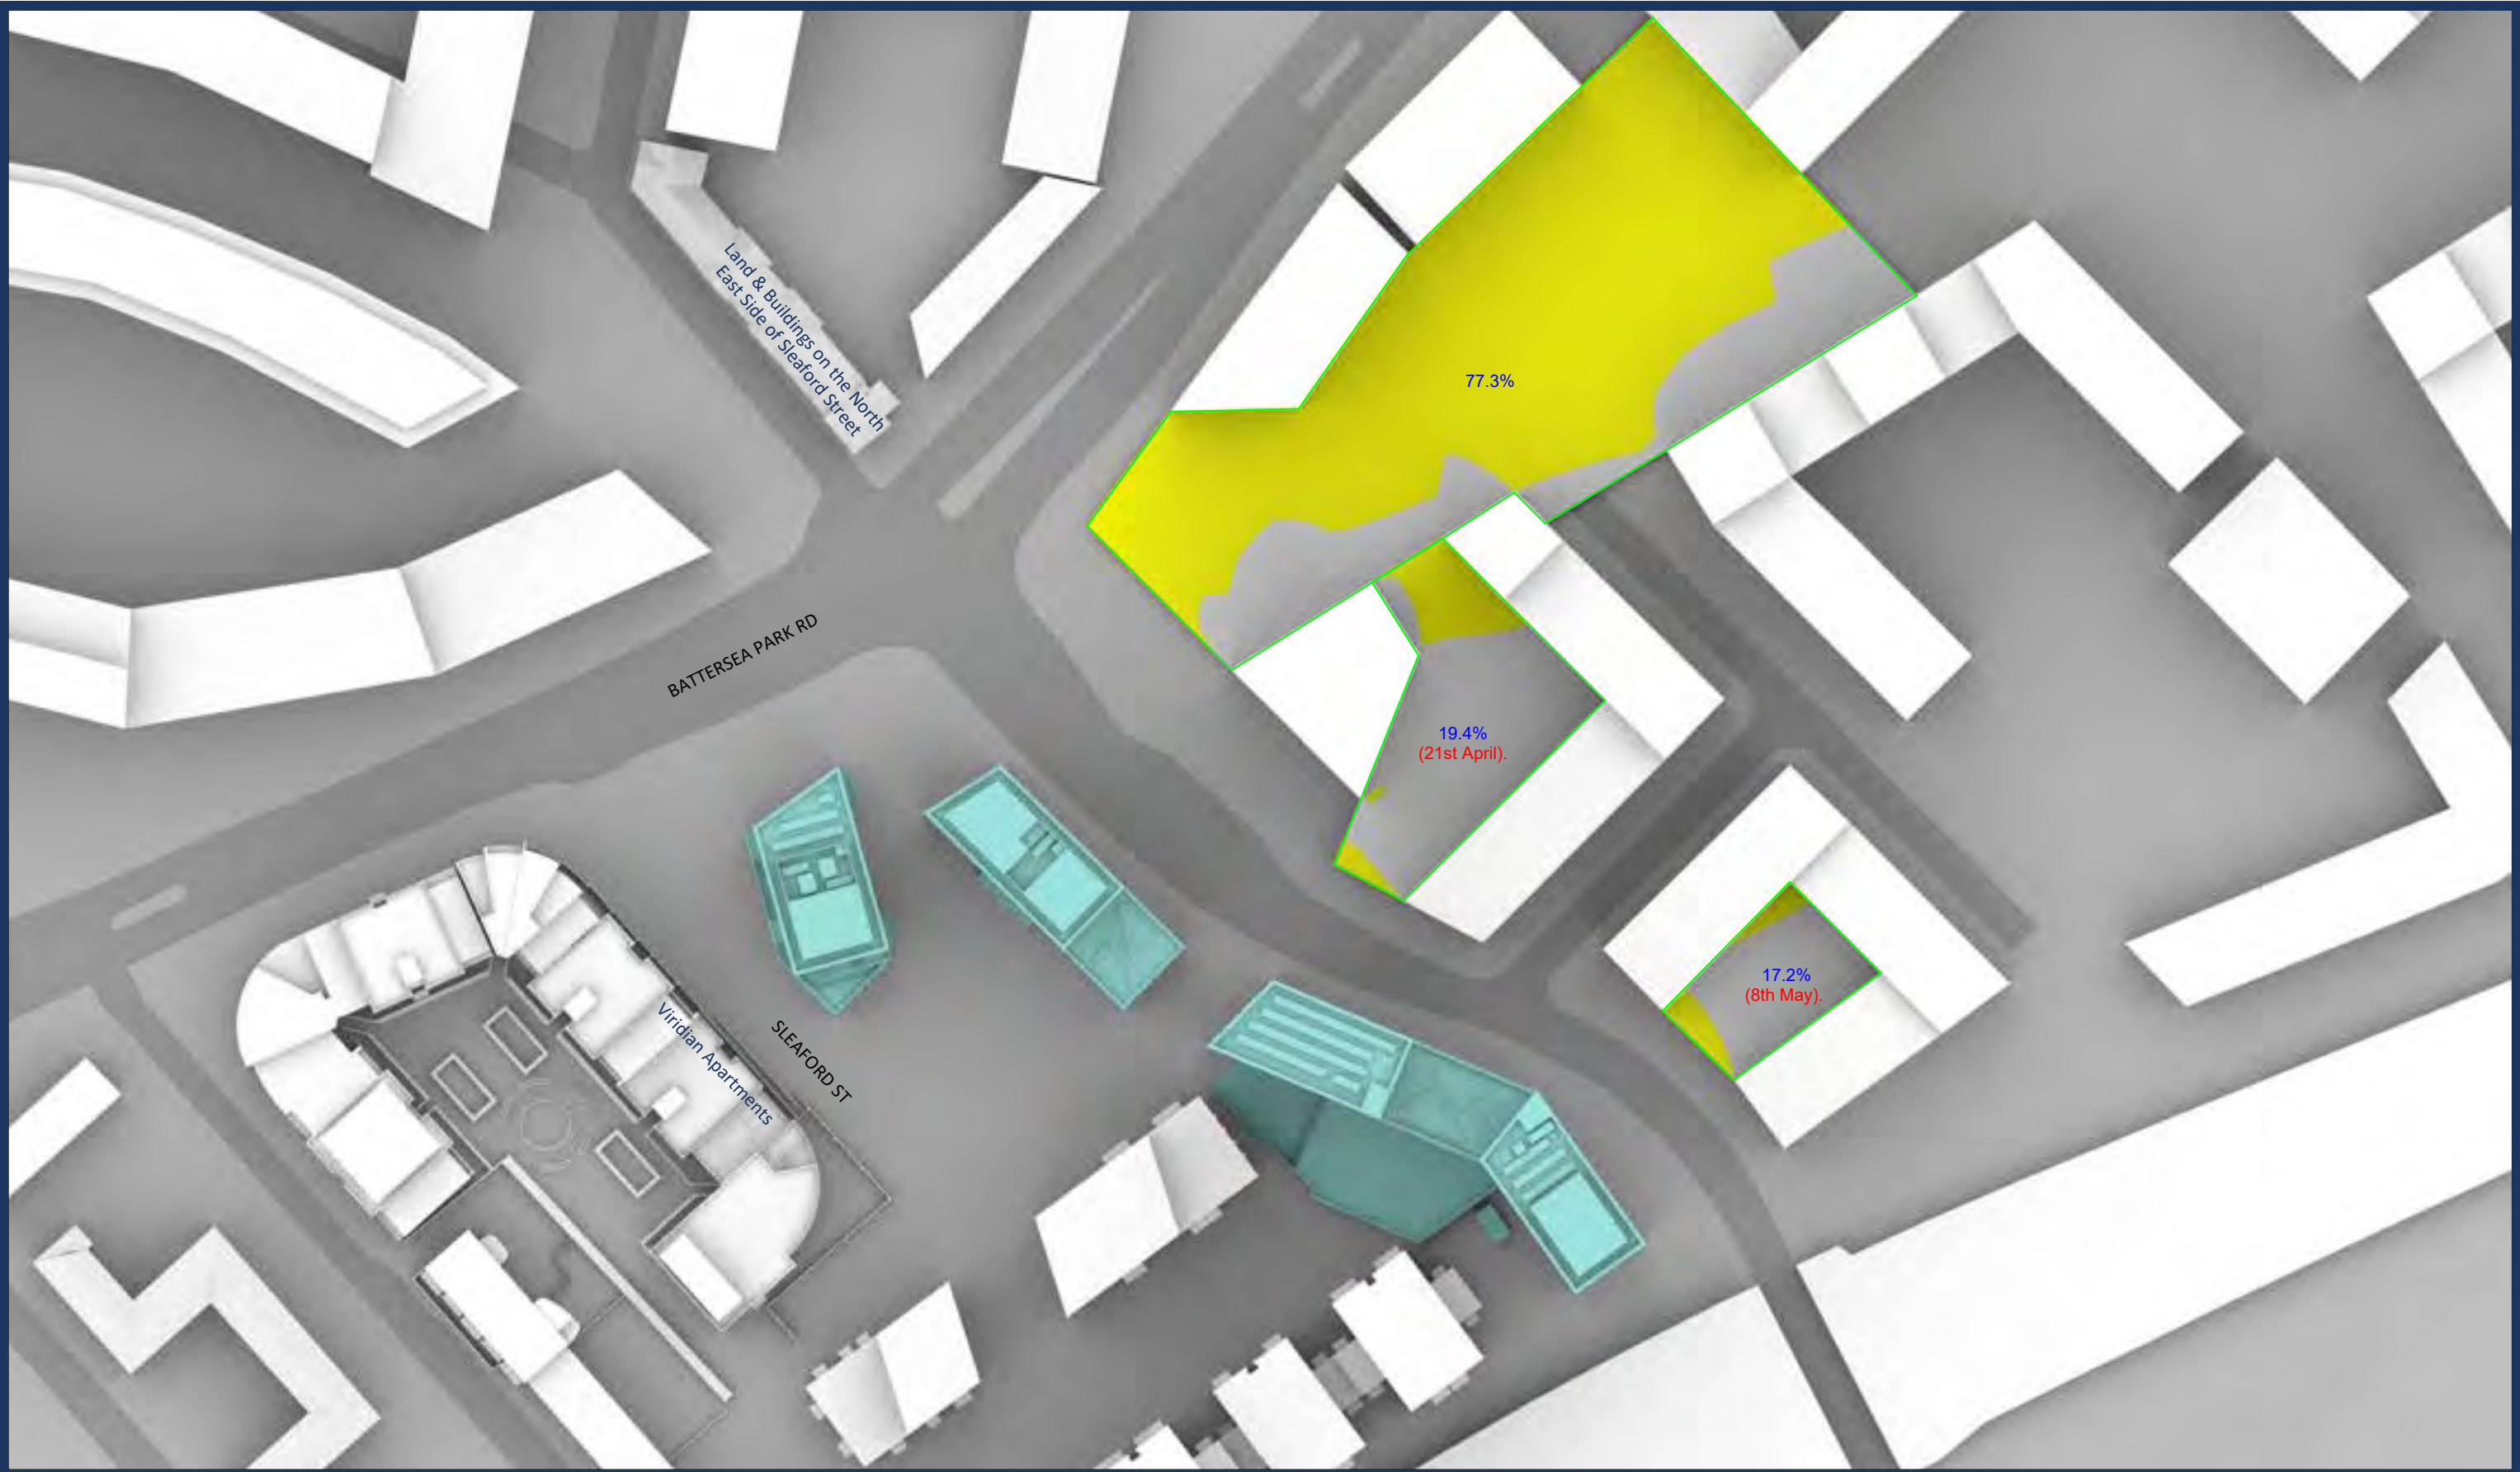 Land & Buildings on the North
East Side of Sleaford Street
77.3%
BATTERSEA PARK RD
19.4%
(21st April).
17.2%
(8th May).
Viridian Apartments
SLEAFORD ST